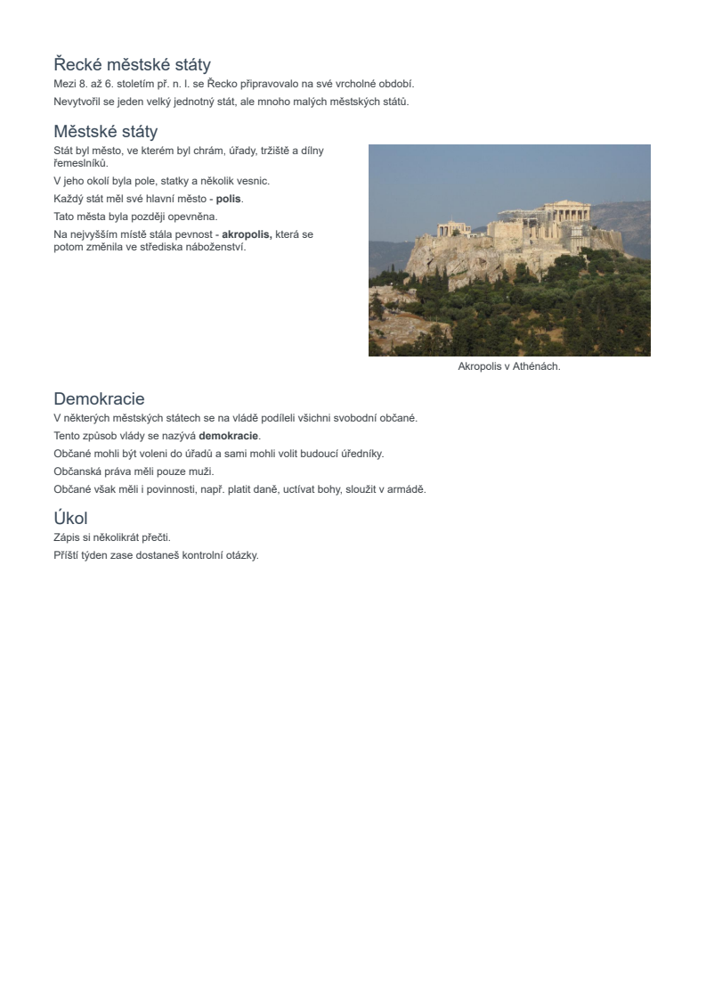 Řecké městské státy
Mezi 8. až 6. stoletím př. n. l. se Řecko připravovalo na své vrcholné období.
Nevytvořil se jeden velký jednotný stát, ale mnoho malých městských států.
Městské státy
Stát byl město, ve kterém byl chrám, úřady, tržiště a dílny
řemeslníků.
V jeho okolí byla pole, statky a několik vesnic.
Každý stát měl své hlavní město - polis.
Tato města byla později opevněna.
Na nejvyšším místě stála pevnost - akropolis, která se
potom změnila ve střediska náboženství.
Akropolis v Athénách.
Demokracie
V některých městských státech se na vládě podíleli všichni svobodní občané.
Tento způsob vlády se nazývá demokracie.
Občané mohli být voleni do úřadů a sami mohli volit budoucí úředníky.
Občanská práva měli pouze muži.
Občané však měli i povinnosti, např. platit daně, uctívat bohy, sloužit v armádě.
Úkol
Zápis si několikrát přečti.
Příští týden zase dostaneš kontrolní otázky.